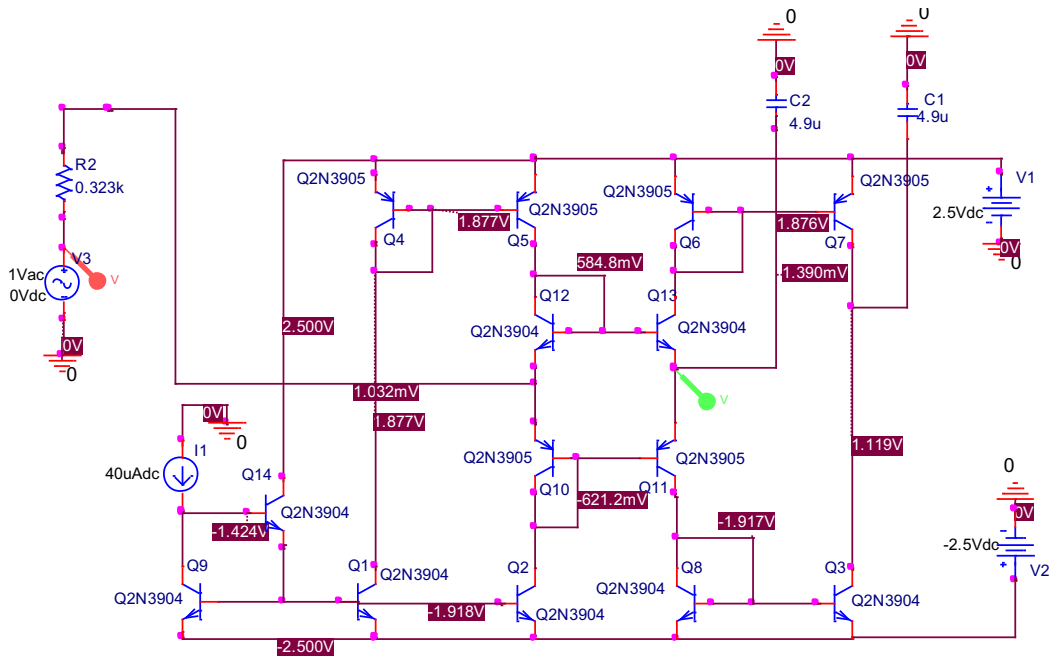 0
0
0V
0V
C2
4.9u
C1
4.9u
R2
0.323k
Q2N3905
Q2N3905
Q2N3905
Q2N3905
V1
2.5Vdc
0V
0
1.877V
1.876V
Q4
Q5
Q6
Q7
V3
V
1Vac
0Vdc
584.8mV
1.390mV
Q12
Q13
Q2N3904
Q2N3904
2.500V
0V
0
1.032mV
V
0V
0
1.877V
I1
40uAdc
Q14
Q2N3904
-1.424V
Q2N3905
Q2N3905
Q10
Q11
-621.2mV
1.119V
0
0V
-1.917V
-2.5Vdc
V2
Q9
Q1
Q2
Q8
Q3
Q2N3904
Q2N3904
Q2N3904
Q2N3904
Q2N3904
-1.918V
-2.500V